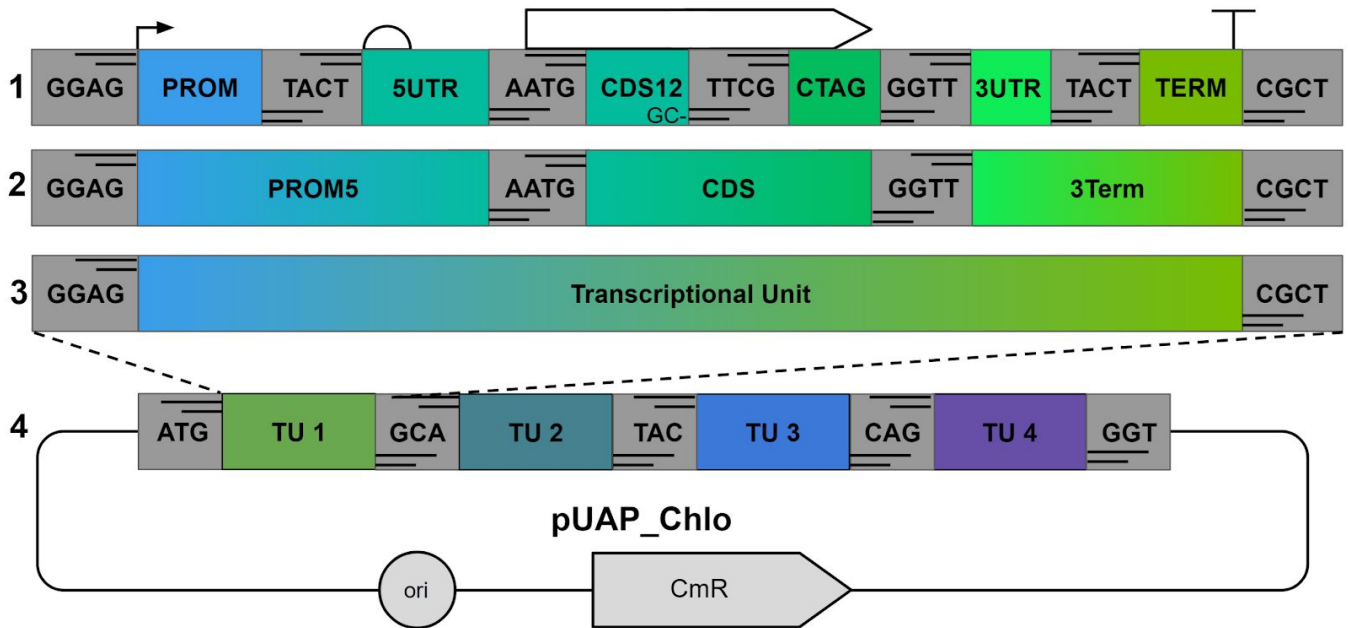 1 GGAG PROM TACT 5UTR AATG CDS12 TTCG CTAG GGTT 3UTR TACT TERM CGCT
GC-
2 GGAG PROM5 AATG CDS GGTT 3Term CGCT
3 GGAG Transcriptional Unit CGCT
4 ATG TU 1 GCA TU 2 TAC TU 3 CAG TU 4 GGT
pUAP_Chlo
ori CmR